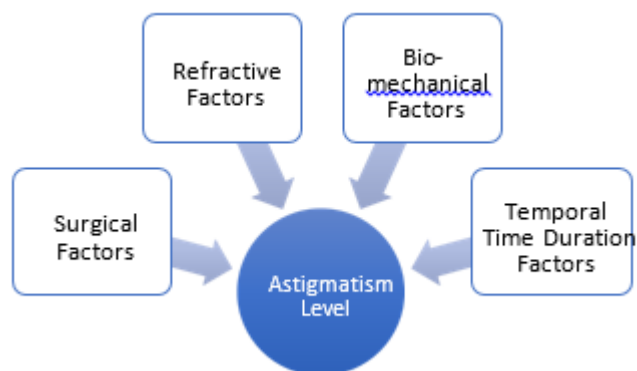 Surgical
Factors
Refractive
Factors
Bio-
mechanical
Factors
Temporal
Time Duration
Factors
Astigmatism
Level